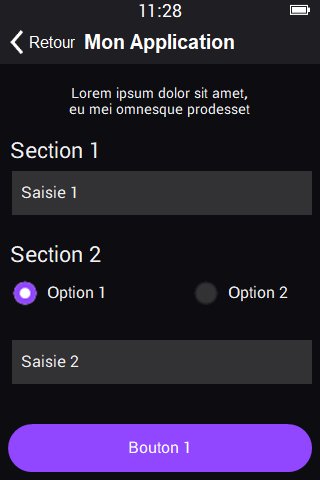 11:28
Retour Mon Application
Lorem ipsum dolor sit amet,
eu mei omnesque prodesset
Section 1
Saisie 1
Section 2
Option 1 Option 2
Saisie 2
Bouton 1